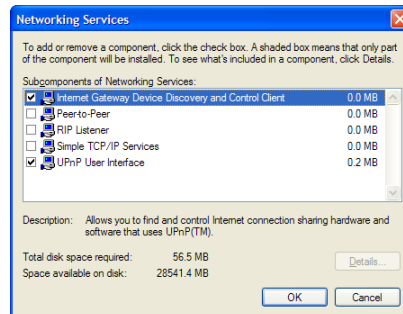 Networking Services
To add or remove a component, click the check box. A shaded box means that only part
of the component will be installed. To see what's included in a component, click Details.
Subcomponents of Networking Services:
Internet Gateway Device Discovery and Control Client 0.0 MB
Peer-to-Peer 0.0 MB
RIP Listener 0.0 MB
Simple TCP/IP Services 0.0 MB
UPnP User Interface 0.2 MB
Description: Allows you to find and control Internet connection sharing hardware and
software that uses UPnP(TM).
Total disk space required: 56.5 MB
Space available on disk: 28541.4 MB
Details...
OK Cancel